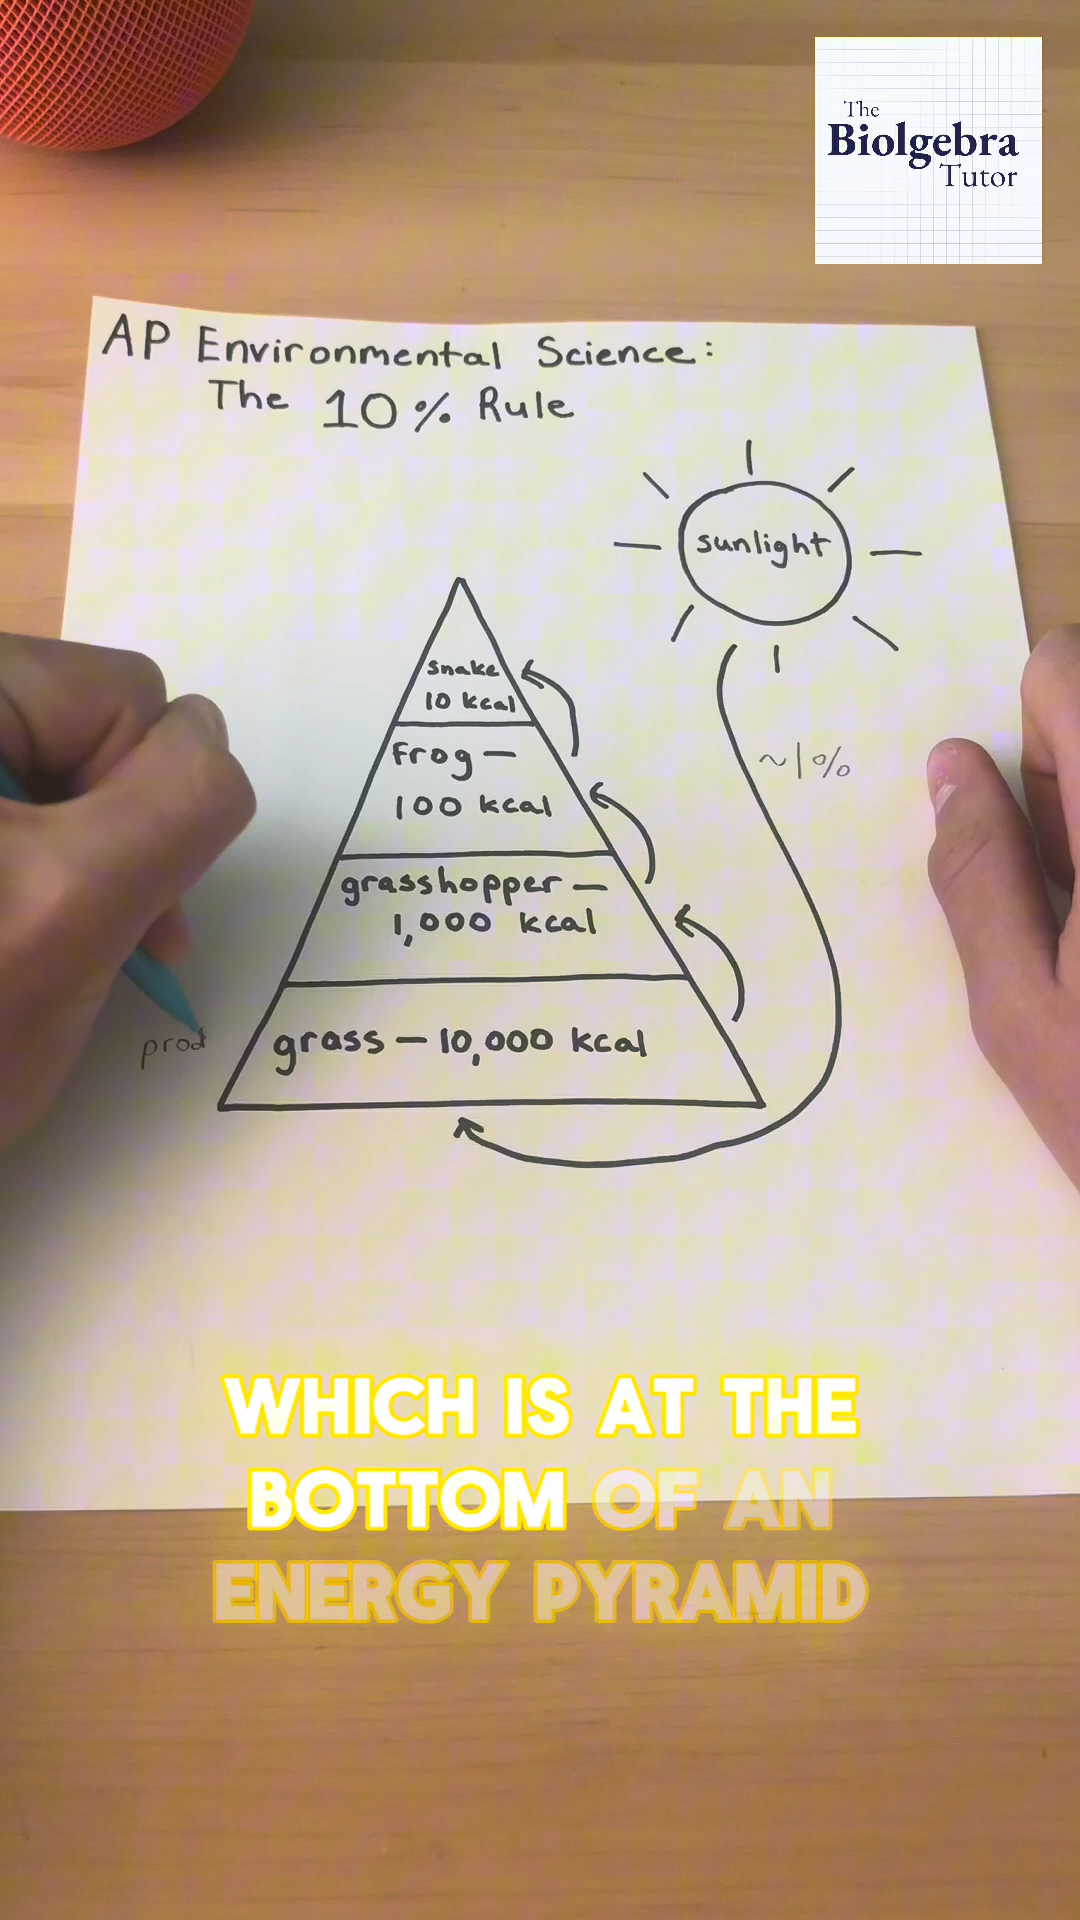 The
Biolgebra
Tutor
AP Environmental Science:
The 10% Rule
sunlight
snake
10 kcal
~1%
frog —
100 kcal
grasshopper —
1,000 kcal
grass — 10,000 kcal
prod
WHICH IS AT THE
BOTTOM OF AN
ENERGY PYRAMID